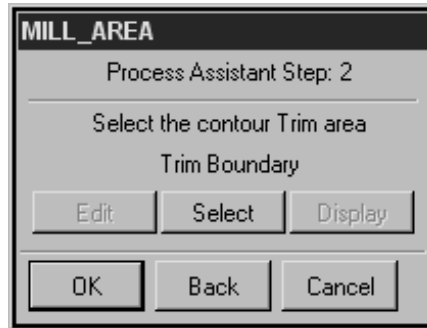 MILL_AREA
Process Assistant Step: 2
Select the contour Trim area
Trim Boundary
Edit Select Display
OK Back Cancel